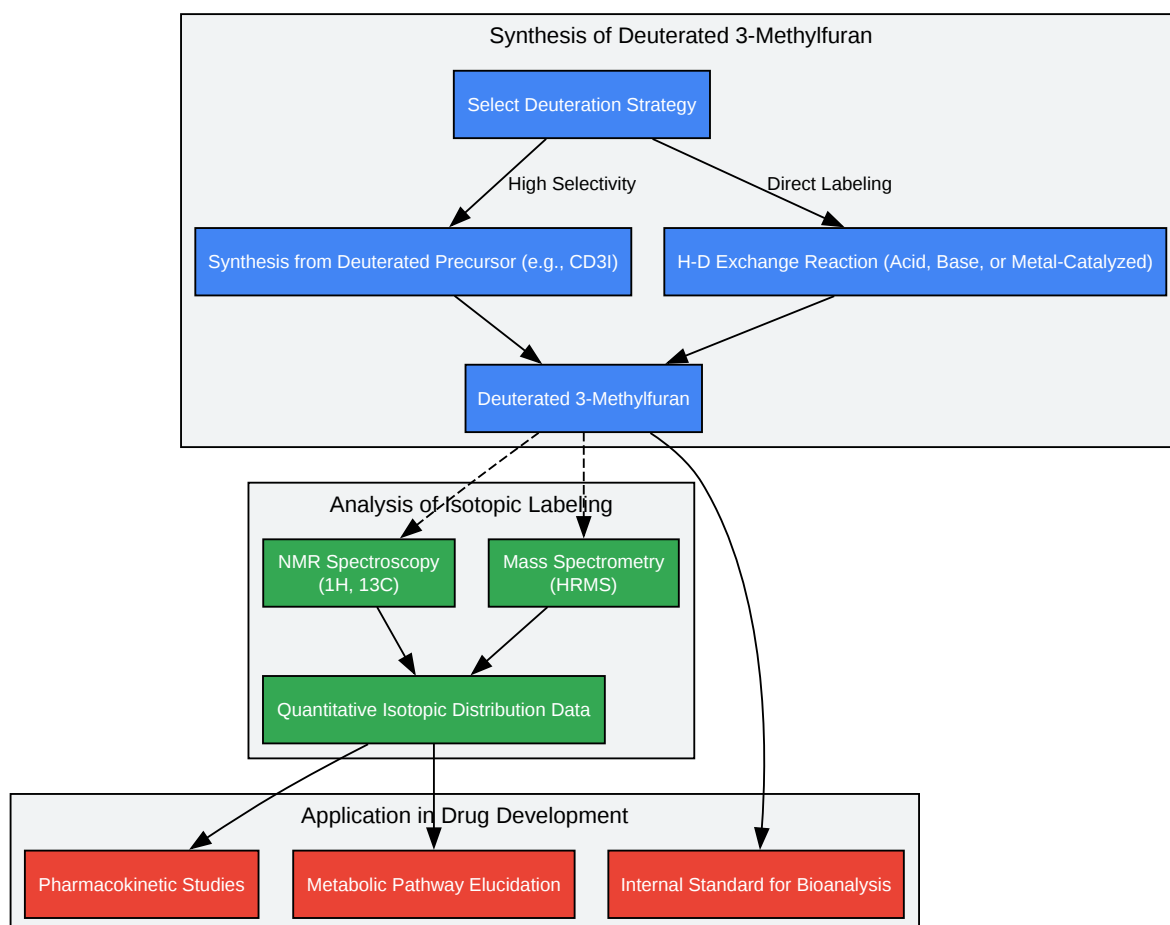 Synthesis of Deuterated 3-Methylfuran
Select Deuteration Strategy
High Selectivity
Direct Labeling
Synthesis from Deuterated Precursor (e.g., CD3I)
H-D Exchange Reaction (Acid, Base, or Metal-Catalyzed)
Deuterated 3-Methylfuran
Analysis of Isotopic Labeling
NMR Spectroscopy
(1H, 13C)
Mass Spectrometry
(HRMS)
Quantitative Isotopic Distribution Data
Application in Drug Development
Pharmacokinetic Studies
Metabolic Pathway Elucidation
Internal Standard for Bioanalysis